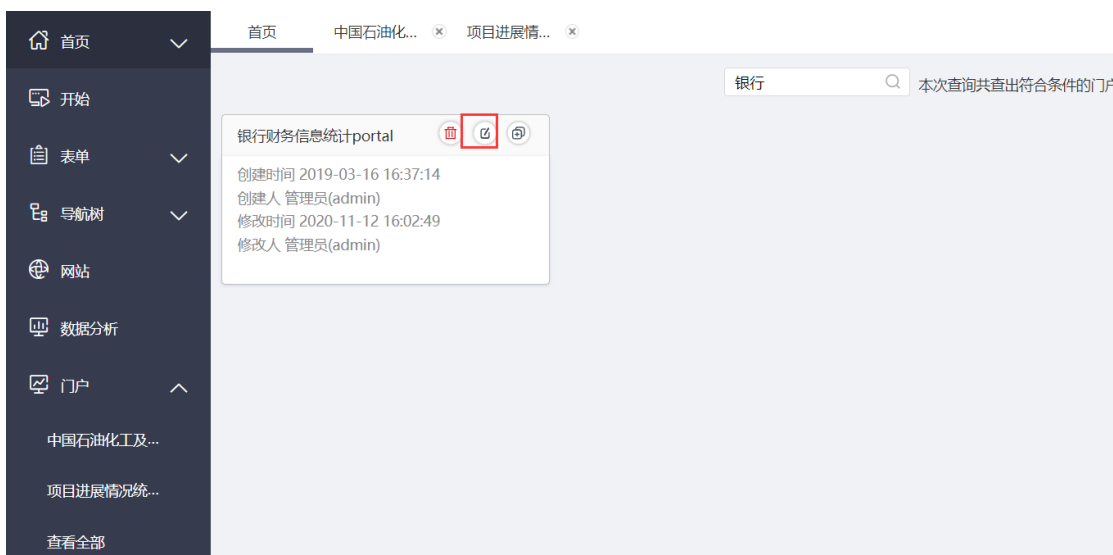 首页
开始
表单
导航树
网站
数据分析
门户
中国石油化工及...
项目进展情况统...
查看全部
首页 中国石油化... 项目进展情...
银行 本次查询共查出符合条件的门户
银行财务信息统计portal
创建时间 2019-03-16 16:37:14
创建人 管理员(admin)
修改时间 2020-11-12 16:02:49
修改人 管理员(admin)